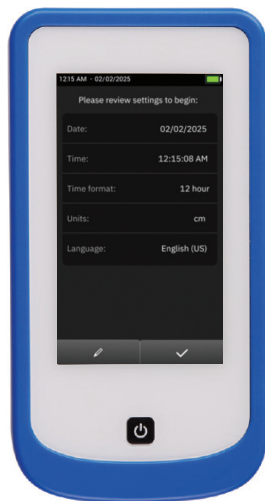 12:15 AM - 02/02/2025
Please review settings to begin:
Date: 02/02/2025
Time: 12:15:08 AM
Time format: 12 hour
Units: cm
Language: English (US)